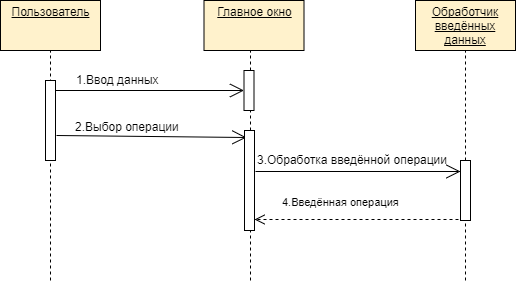 Пользователь
Главное окно
Обработчик
введённых
данных
1.Ввод данных
2.Выбор операции
3.Обработка введённой операции
4.Введённая операция